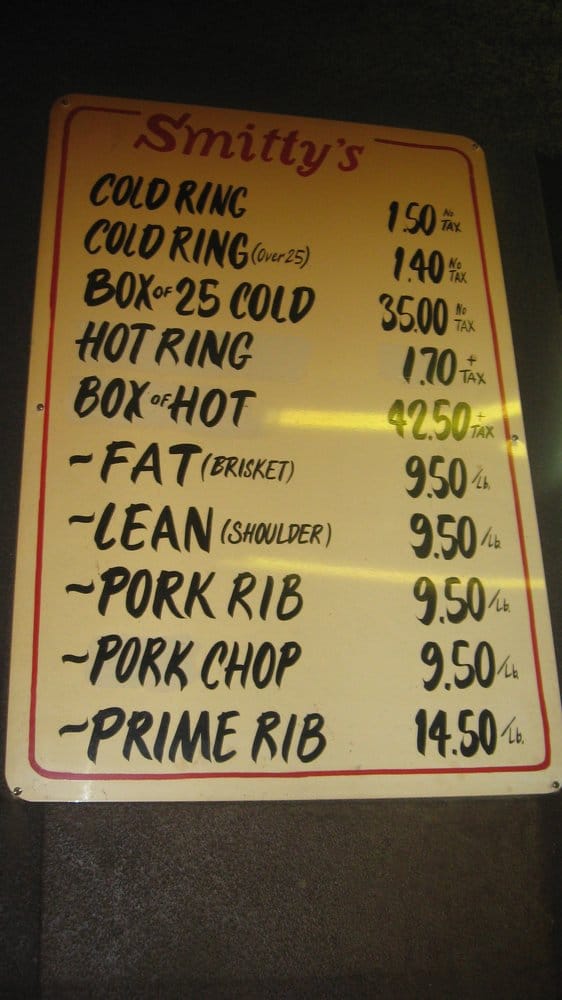 Smitty's
COLD RING 1.50 No TAX
COLD RING (Over 25) 1.40 No TAX
BOX OF 25 COLD 35.00 No TAX
HOT RING 1.70 + TAX
BOX OF HOT 42.50 + TAX
~FAT (BRISKET) 9.50 /Lb.
~LEAN (SHOULDER) 9.50 /Lb.
~PORK RIB 9.50 /Lb.
~PORK CHOP 9.50 /Lb.
~PRIME RIB 14.50 /Lb.